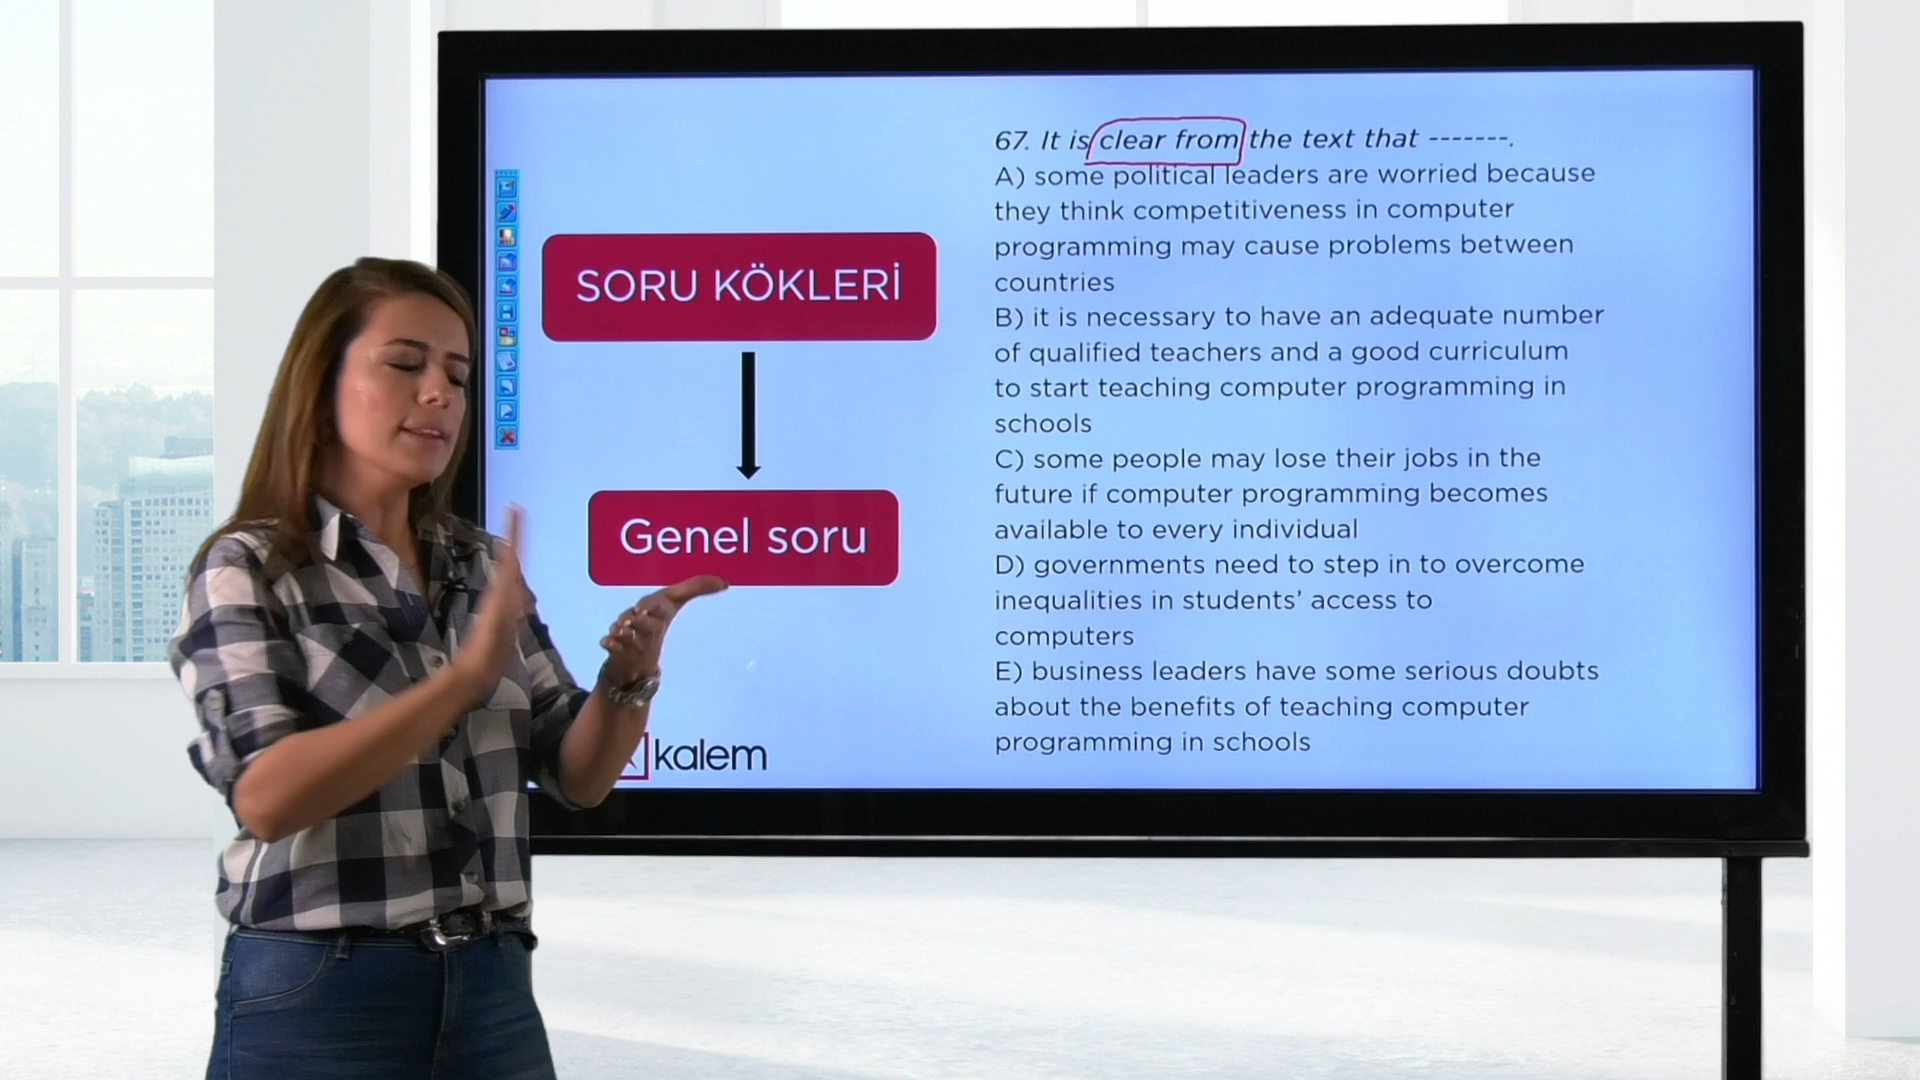 SORU KÖKLERİ
Genel soru
kalem
67. It is clear from the text that -------.
A) some political leaders are worried because
they think competitiveness in computer
programming may cause problems between
countries
B) it is necessary to have an adequate number
of qualified teachers and a good curriculum
to start teaching computer programming in
schools
C) some people may lose their jobs in the
future if computer programming becomes
available to every individual
D) governments need to step in to overcome
inequalities in students’ access to
computers
E) business leaders have some serious doubts
about the benefits of teaching computer
programming in schools